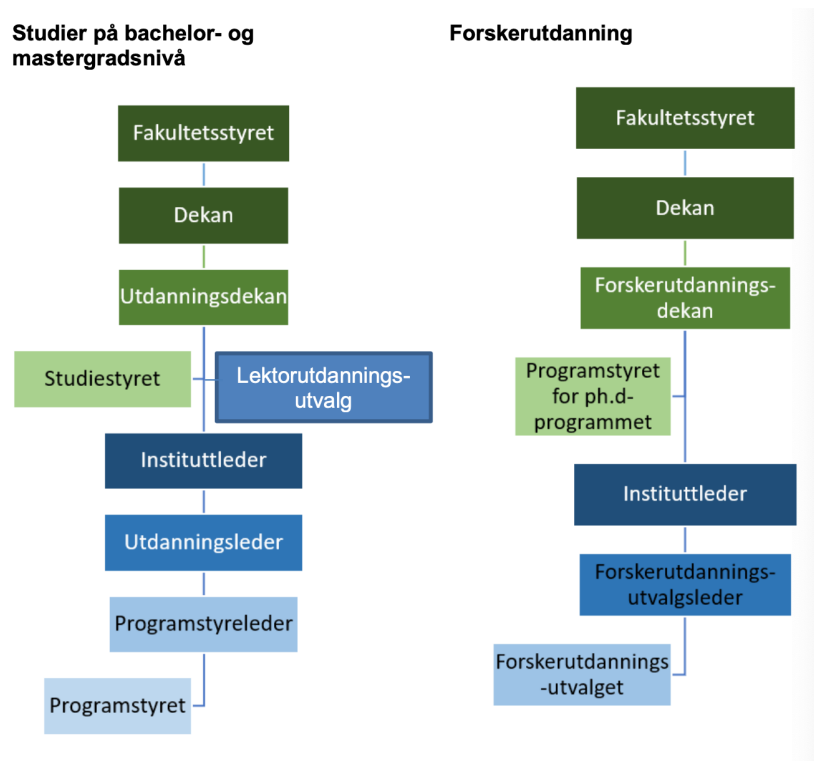 Studier på bachelor- og
mastergradsnivå
Fakultetsstyret
Dekan
Utdanningsdekan
Studiestyret
Lektorutdannings-
utvalg
Instituttleder
Utdanningsleder
Programstyreleder
Programstyret
Forskerutdanning
Fakultetsstyret
Dekan
Forskerutdannings-
dekan
Programstyret
for ph.d-
programmet
Instituttleder
Forskerutdannings-
utvalgsleder
Forskerutdannings
-utvalget